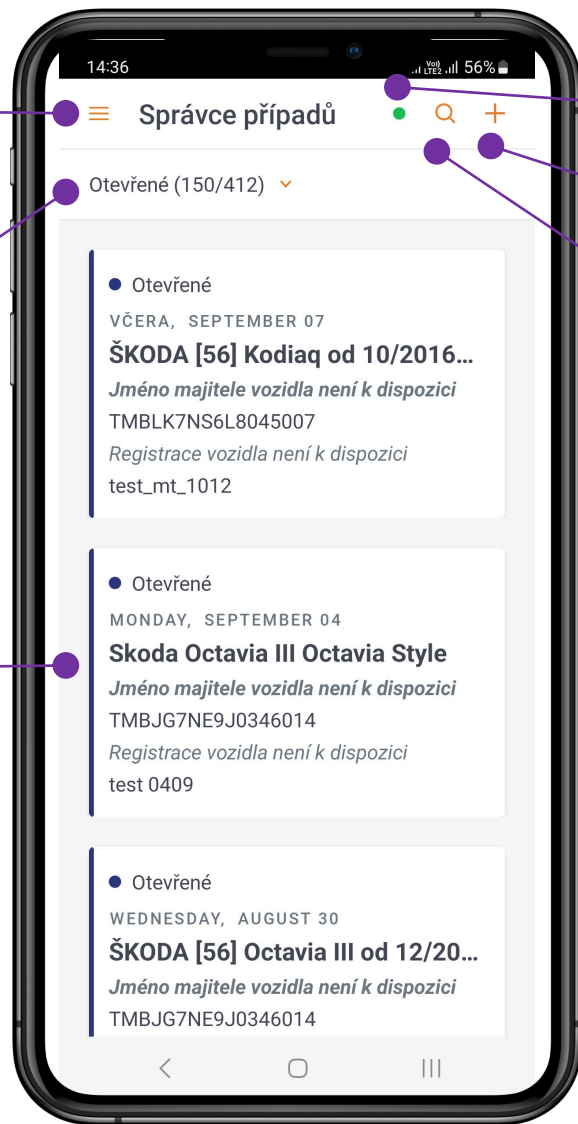 14:36 Vo)) LTE2 56%
Správce případů
Otevřené (150/412)
Otevřené
VČERA, SEPTEMBER 07
ŠKODA [56] Kodiaq od 10/2016...
Jméno majitele vozidla není k dispozici
TMBLK7NS6L8045007
Registrace vozidla není k dispozici
test_mt_1012
Otevřené
MONDAY, SEPTEMBER 04
Skoda Octavia III Octavia Style
Jméno majitele vozidla není k dispozici
TMBJG7NE9J0346014
Registrace vozidla není k dispozici
test 0409
Otevřené
WEDNESDAY, AUGUST 30
ŠKODA [56] Octavia III od 12/20...
Jméno majitele vozidla není k dispozici
TMBJG7NE9J0346014